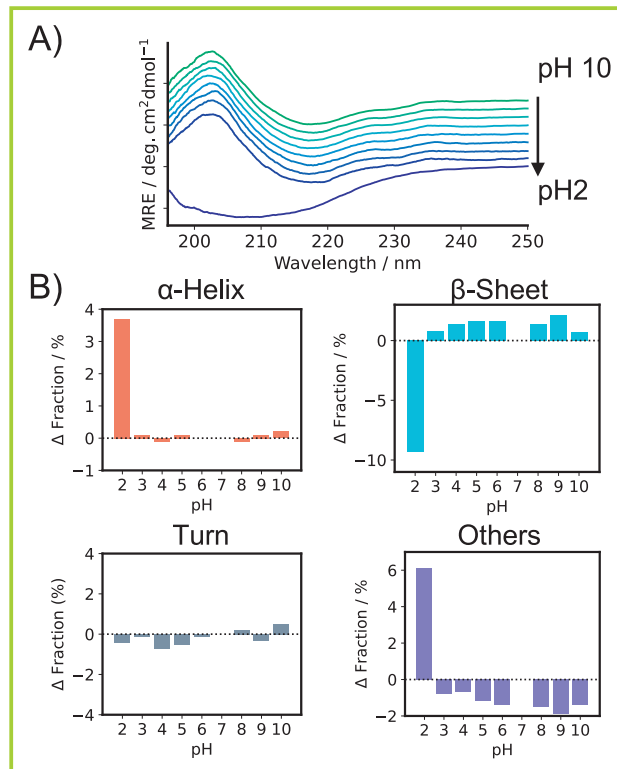 A)
MRE / deg. cm²dmol⁻¹
pH 10
pH2
200 210 220 230 240 250
Wavelength / nm
B)
α-Helix
Δ Fraction / %
4
3
2
1
0
−1
2 3 4 5 6 7 8 9 10
pH
β-Sheet
Δ Fraction / %
0
−5
−10
2 3 4 5 6 7 8 9 10
pH
Turn
Δ Fraction (%)
4
2
0
−2
−4
2 3 4 5 6 7 8 9 10
pH
Others
Δ Fraction / %
6
4
2
0
−2
2 3 4 5 6 7 8 9 10
pH